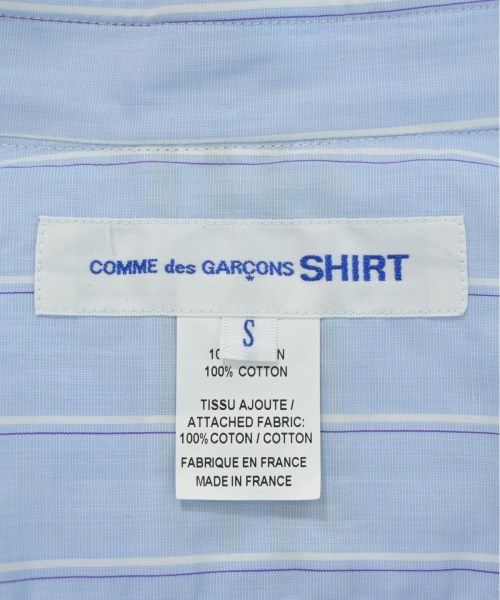 COMME des GARÇONS SHIRT
S
100% COTTON
TISSU AJOUTE /
ATTACHED FABRIC:
100% COTON / COTTON
FABRIQUE EN FRANCE
MADE IN FRANCE